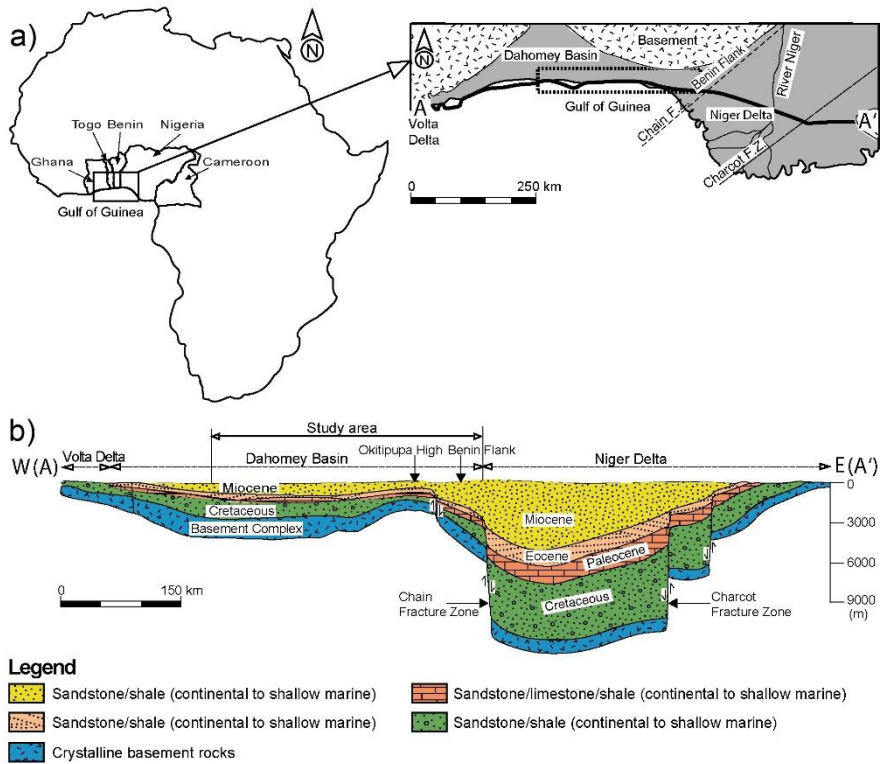 a)
N
Togo Benin
Nigeria
Ghana
Cameroon
Gulf of Guinea
N
Basement
Dahomey Basin
Benin Flank
River Niger
A
Volta
Delta
Gulf of Guinea
Chain F
Niger Delta
A'
Charcot F Z
0 250 km
b)
Study area
Okitipupa High Benin Flank
Volta Delta
W (A)
Dahomey Basin
Niger Delta
E (A')
Miocene
Cretaceous
Basement Complex
Miocene
Eocene
Paleocene
Cretaceous
0
3000
6000
9000
(m)
0 150 km
Chain
Fracture Zone
Charcot
Fracture Zone
Legend
Sandstone/shale (continental to shallow marine)
Sandstone/limestone/shale (continental to shallow marine)
Sandstone/shale (continental to shallow marine)
Sandstone/shale (continental to shallow marine)
Crystalline basement rocks